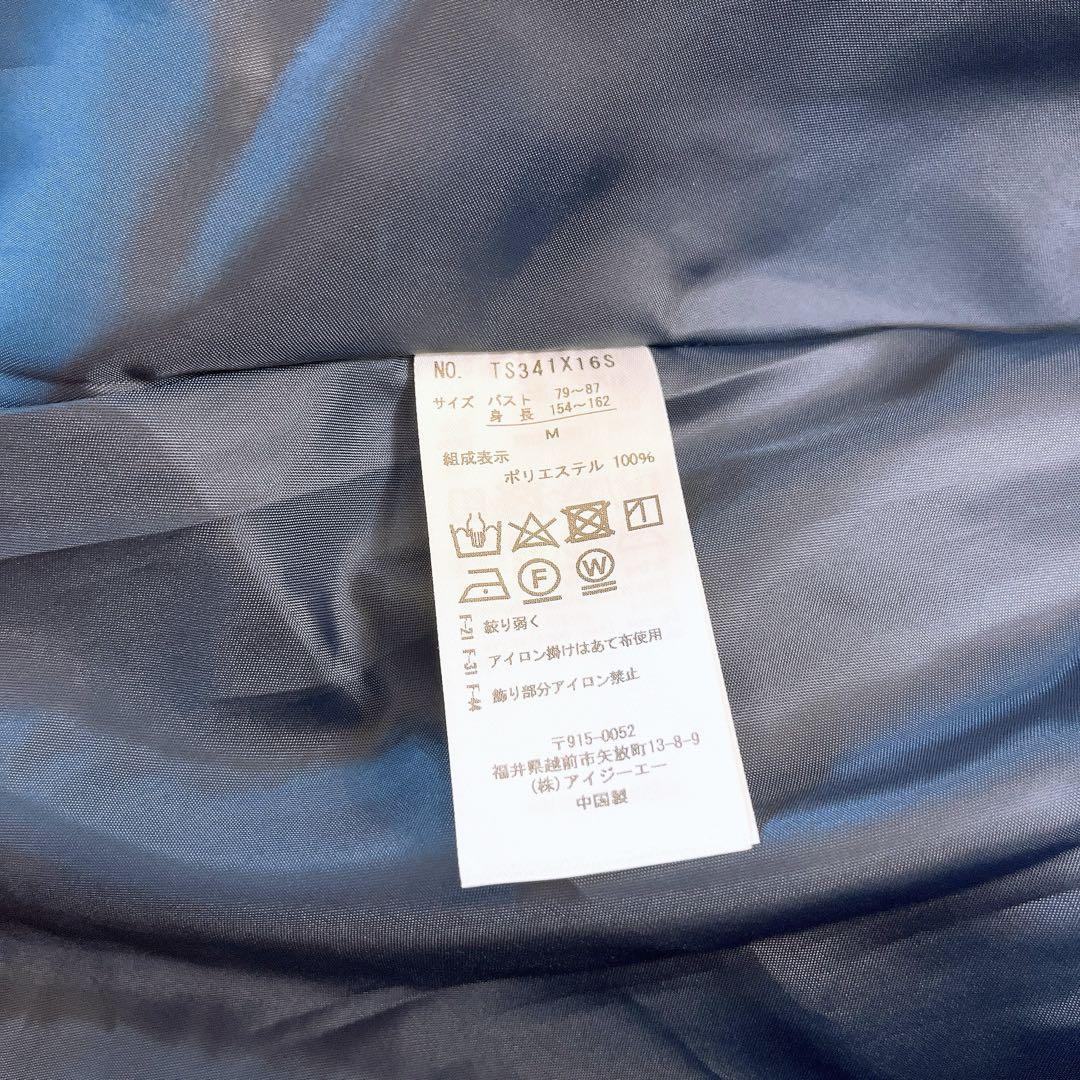 NO. TS341X16S
サイズ バスト 79～87
身長 154～162
M
組成表示
ポリエステル 100%
F
W
F-21 絞り弱く
F-31 アイロン掛けはあて布使用
F-44 飾り部分アイロン禁止
〒915-0052
福井県越前市矢放町13-8-9
(株)アイジーエー
中国製